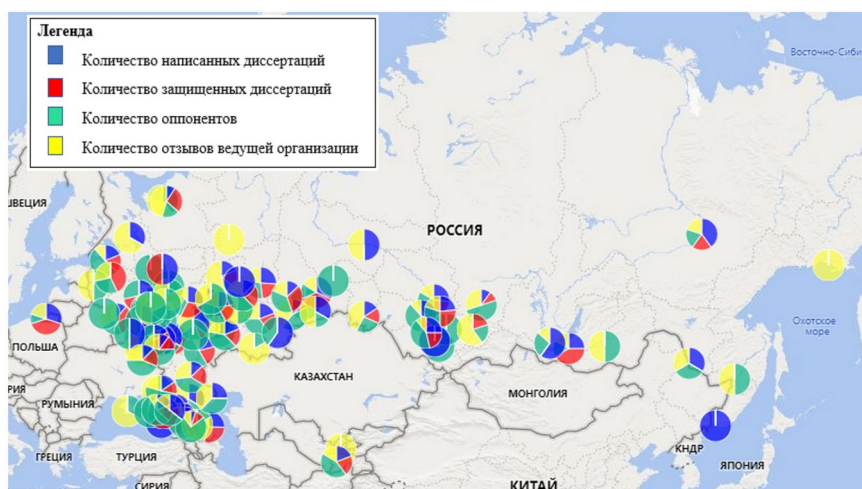 Легенда
Количество написанных диссертаций
Количество защищенных диссертаций
Количество оппонентов
Количество отзывов ведущей организации
Восточно-Сиби
ШВЕЦИЯ
РОССИЯ
Охотское
море
ПОЛЬША
КАЗАХСТАН
МОНГОЛИЯ
РУМЫНИЯ
ГРЕЦИЯ
ТУРЦИЯ
СИРИЯ
КНДР
ЯПОНИЯ
КИТАЙ